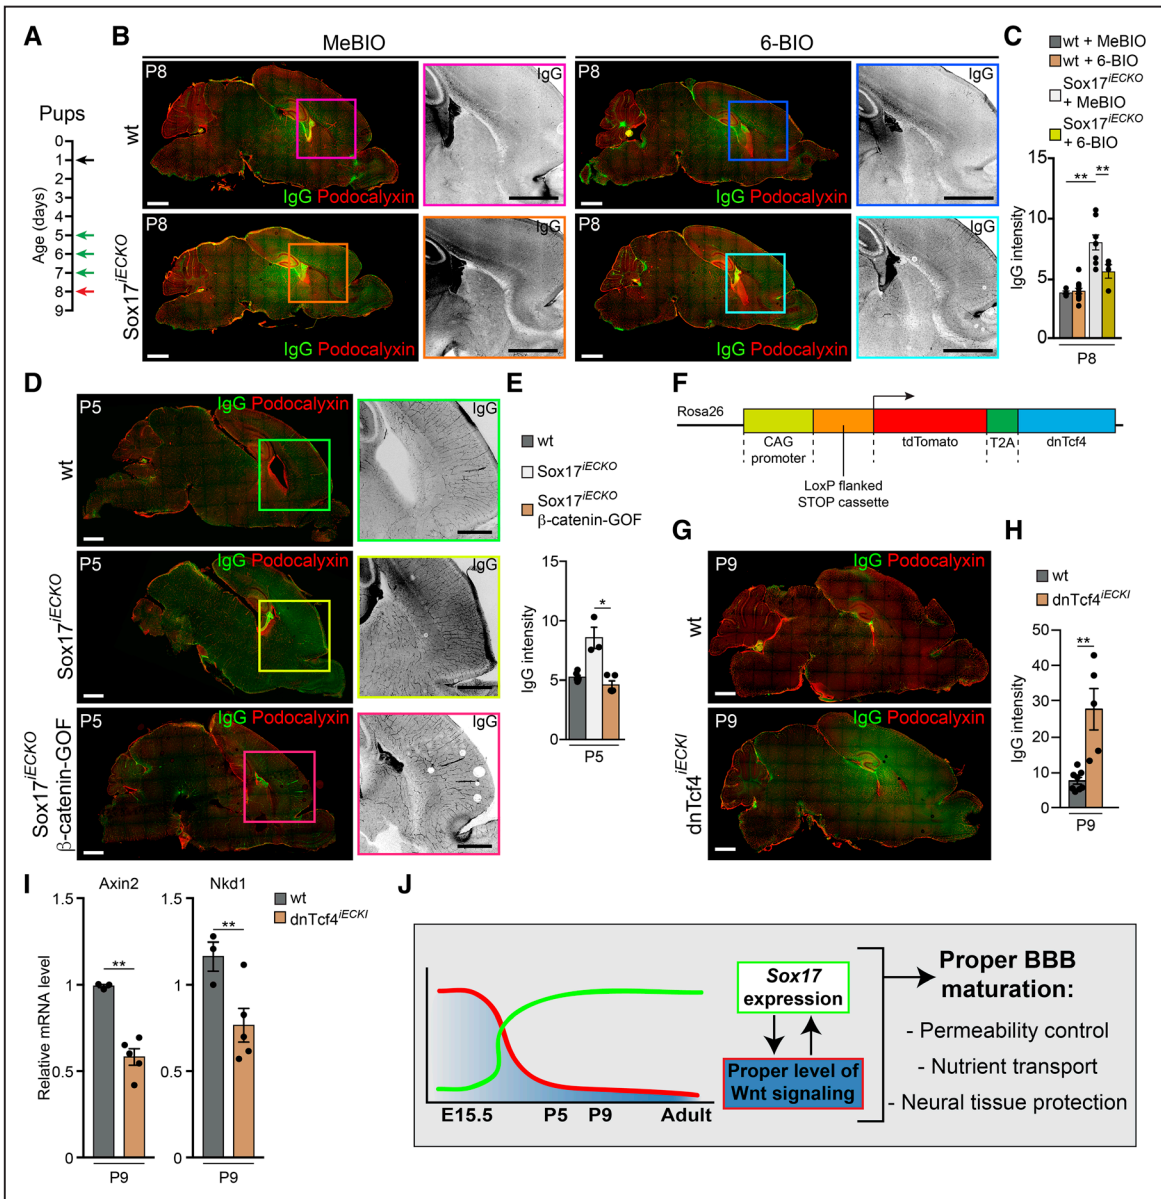 A
Pups
0
1
2
3
4
5
6
7
8
9
Age (days)
B
MeBIO
6-BIO
wt
P8
IgG Podocalyxin
IgG
P8
IgG Podocalyxin
IgG
Sox17iECKO
P8
IgG Podocalyxin
IgG
P8
IgG Podocalyxin
IgG
C
wt + MeBIO
wt + 6-BIO
Sox17iECKO
+ MeBIO
Sox17iECKO
+ 6-BIO
15
10
5
0
IgG intensity
**
**
P8
D
wt
P5
IgG Podocalyxin
IgG
Sox17iECKO
P5
IgG Podocalyxin
IgG
Sox17iECKO
β-catenin-GOF
P5
IgG Podocalyxin
IgG
E
wt
Sox17iECKO
Sox17iECKO
β-catenin-GOF
15
10
5
0
IgG intensity
*
P5
F
Rosa26
CAG
promoter
tdTomato
T2A
dnTcf4
LoxP flanked
STOP cassette
G
wt
P9
IgG Podocalyxin
dnTcf4iECKI
P9
IgG Podocalyxin
H
wt
dnTcf4iECKI
50
40
30
20
10
0
IgG intensity
**
P9
I
Axin2
Nkd1
wt
dnTcf4iECKI
Relative mRNA level
1.5
1
0.5
0
**
P9
1.5
1
0.5
0
**
P9
J
E15.5
P5
P9
Adult
Sox17
expression
Proper level of
Wnt signaling
Proper BBB
maturation:
- Permeability control
- Nutrient transport
- Neural tissue protection